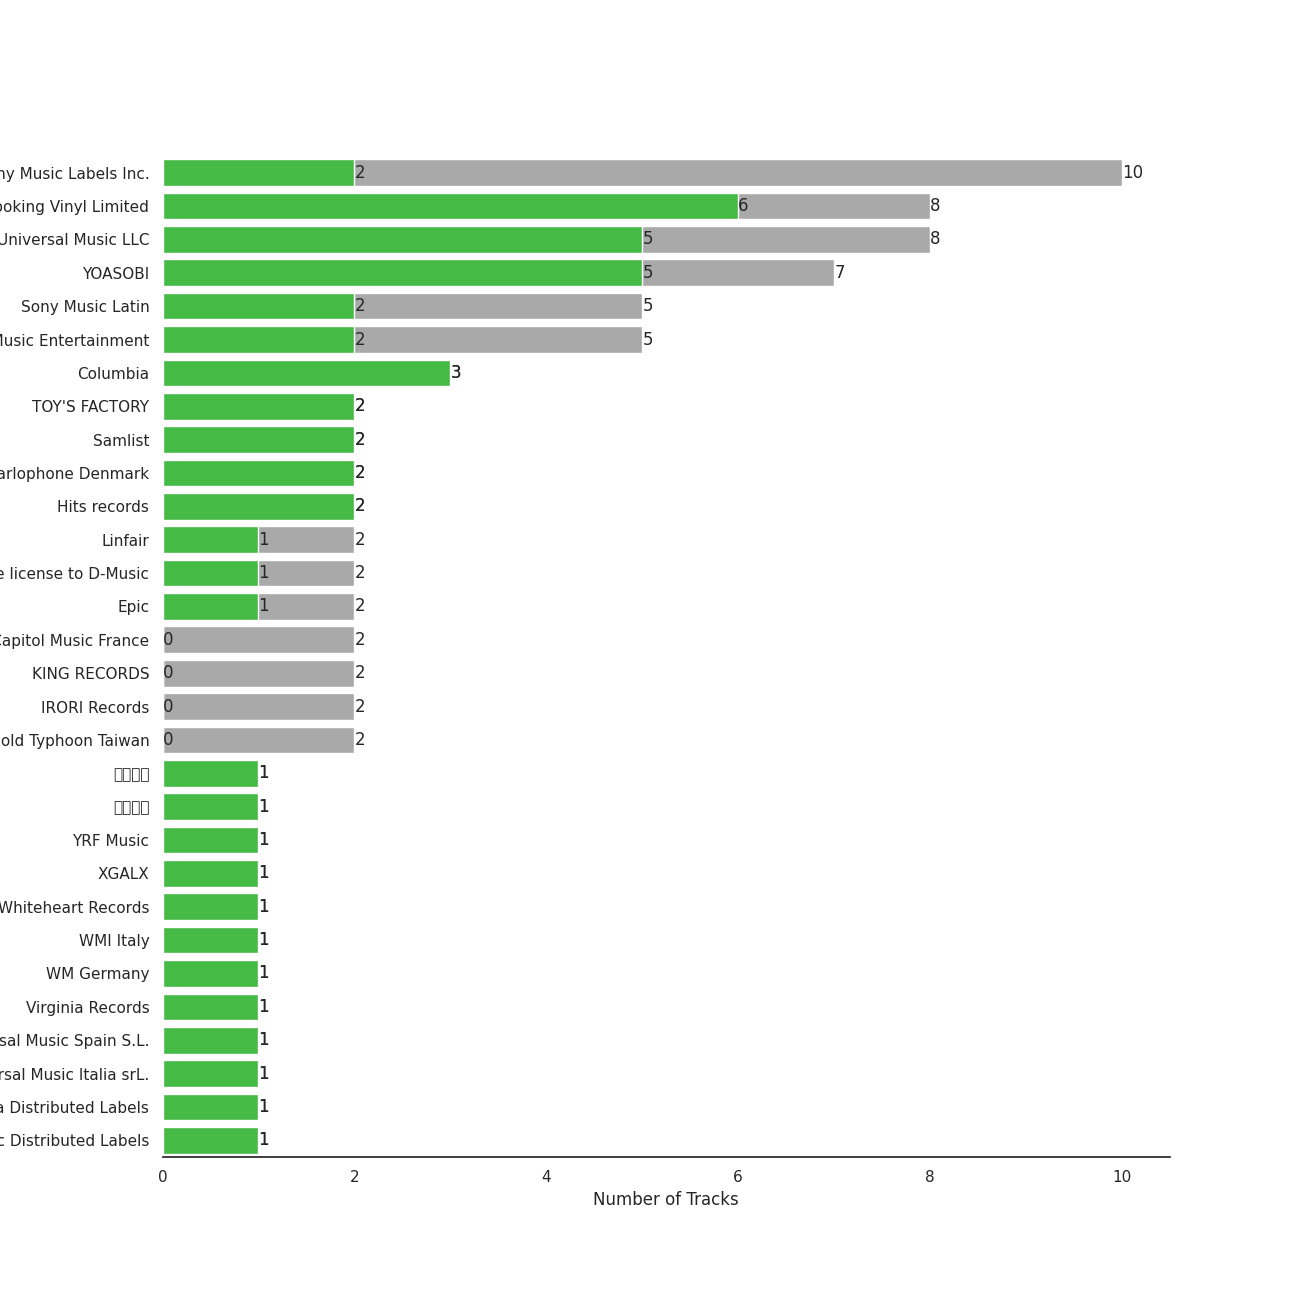 ny Music Labels Inc. 2 10
ooking Vinyl Limited 6 8
Universal Music LLC 5 8
YOASOBI 5 7
Sony Music Latin 2 5
Music Entertainment 2 5
Columbia 3
TOY'S FACTORY 2
Samlist 2
arlophone Denmark 2
Hits records 2
Linfair 1 2
e license to D-Music 1 2
Epic 1 2
Capitol Music France 0 2
KING RECORDS 0 2
IRORI Records 0 2
old Typhoon Taiwan 0 2
1
1
YRF Music 1
XGALX 1
Whiteheart Records 1
WMI Italy 1
WM Germany 1
Virginia Records 1
sal Music Spain S.L. 1
rsal Music Italia srL. 1
a Distributed Labels 1
c Distributed Labels 1
0 2 4 6 8 10
Number of Tracks